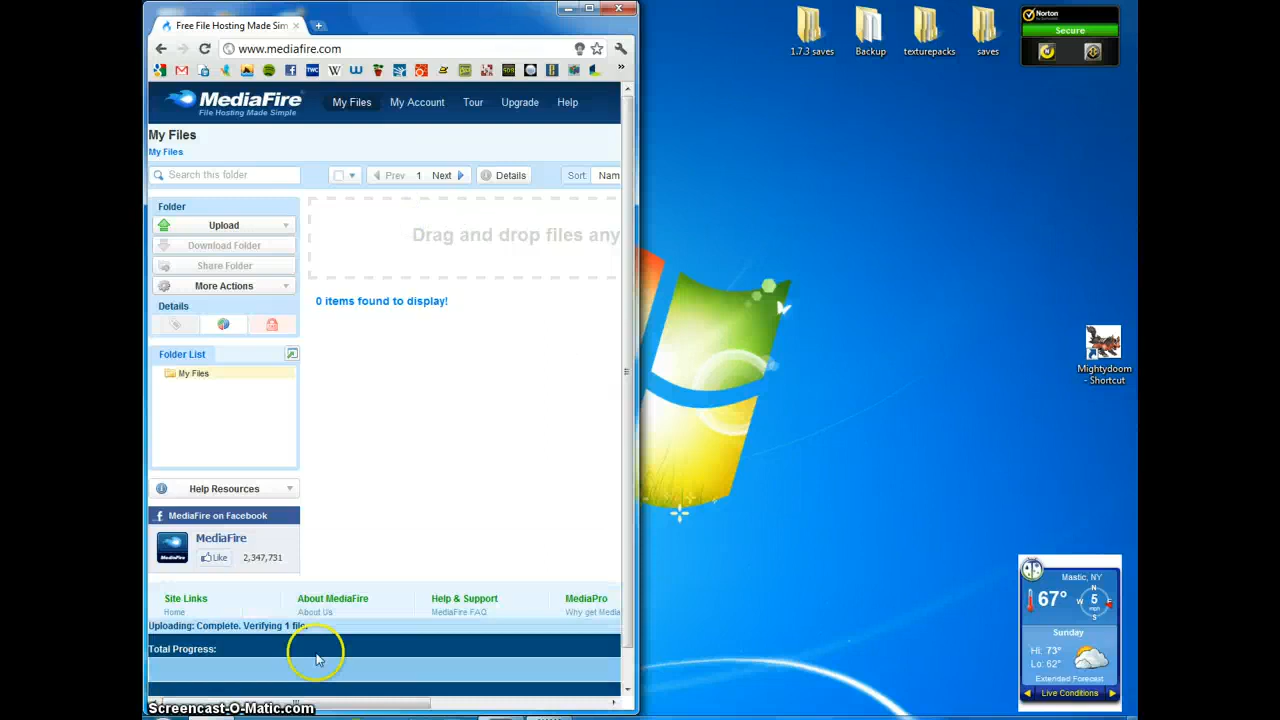 Free File Hosting Made Sim
www.mediafire.com
MediaFire
File Hosting Made Simple
My Files
My Account
Tour
Upgrade
Help
My Files
My Files
Search this folder
Prev 1 Next
Details
Sort:
Nam
Folder
Upload
Download Folder
Share Folder
More Actions
Details
Folder List
My Files
Drag and drop files any
0 items found to display!
Help Resources
MediaFire on Facebook
MediaFire
Like 2,347,731
Site Links
Home
About MediaFire
About Us
Help & Support
MediaFire FAQ
MediaPro
Why get Media
Uploading: Complete. Verifying 1 file.
Total Progress:
Screencast-O-Matic.com
1.7.3 saves
Backup
texturepacks
saves
Norton
Secure
Mightydoom
- Shortcut
Mastic, NY
67°
N
W
5
mph
S
Sunday
Hi: 73°
Lo: 62°
Extended Forecast
Live Conditions